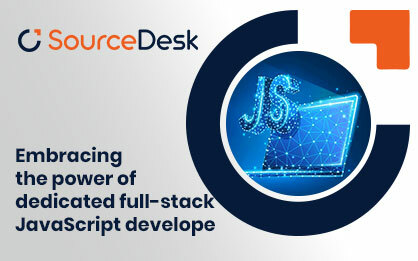 SourceDesk
JS
Embracing
the power of
dedicated full-stack
JavaScript develope